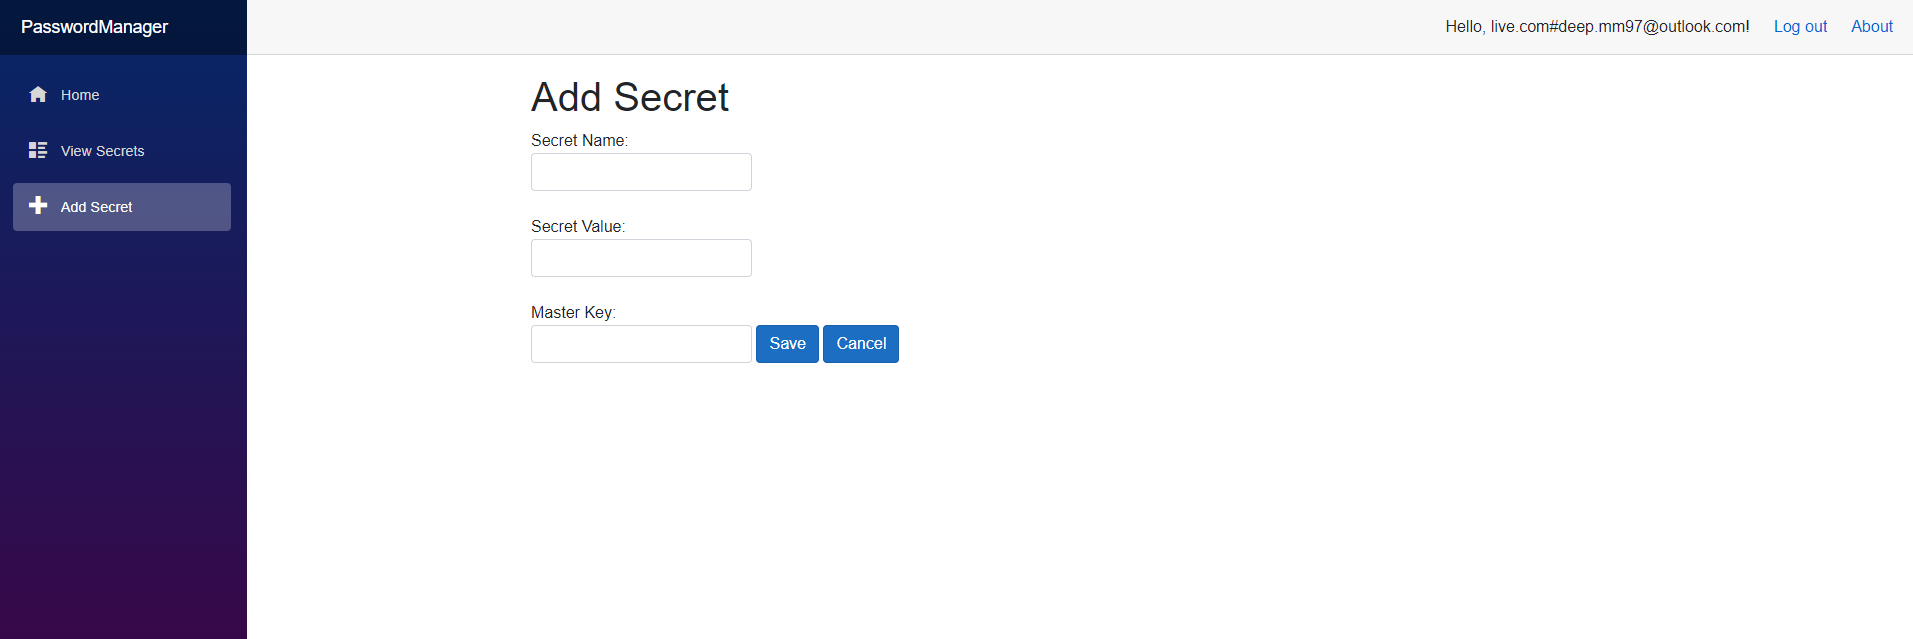 PasswordManager
Hello, live.com#deep.mm97@outlook.com! Log out About
Home
View Secrets
Add Secret
Add Secret
Secret Name:
Secret Value:
Master Key:
Save Cancel